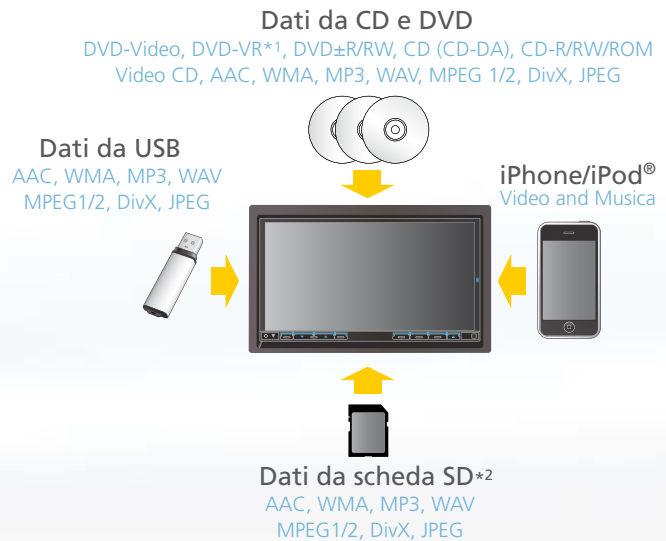 Dati da CD e DVD
DVD-Video, DVD-VR*1, DVD±R/RW, CD (CD-DA), CD-R/RW/ROM
Video CD, AAC, WMA, MP3, WAV, MPEG 1/2, DivX, JPEG
Dati da USB
AAC, WMA, MP3, WAV
MPEG1/2, DivX, JPEG
iPhone/iPod®
Video and Musica
Dati da scheda SD*2
AAC, WMA, MP3, WAV
MPEG1/2, DivX, JPEG